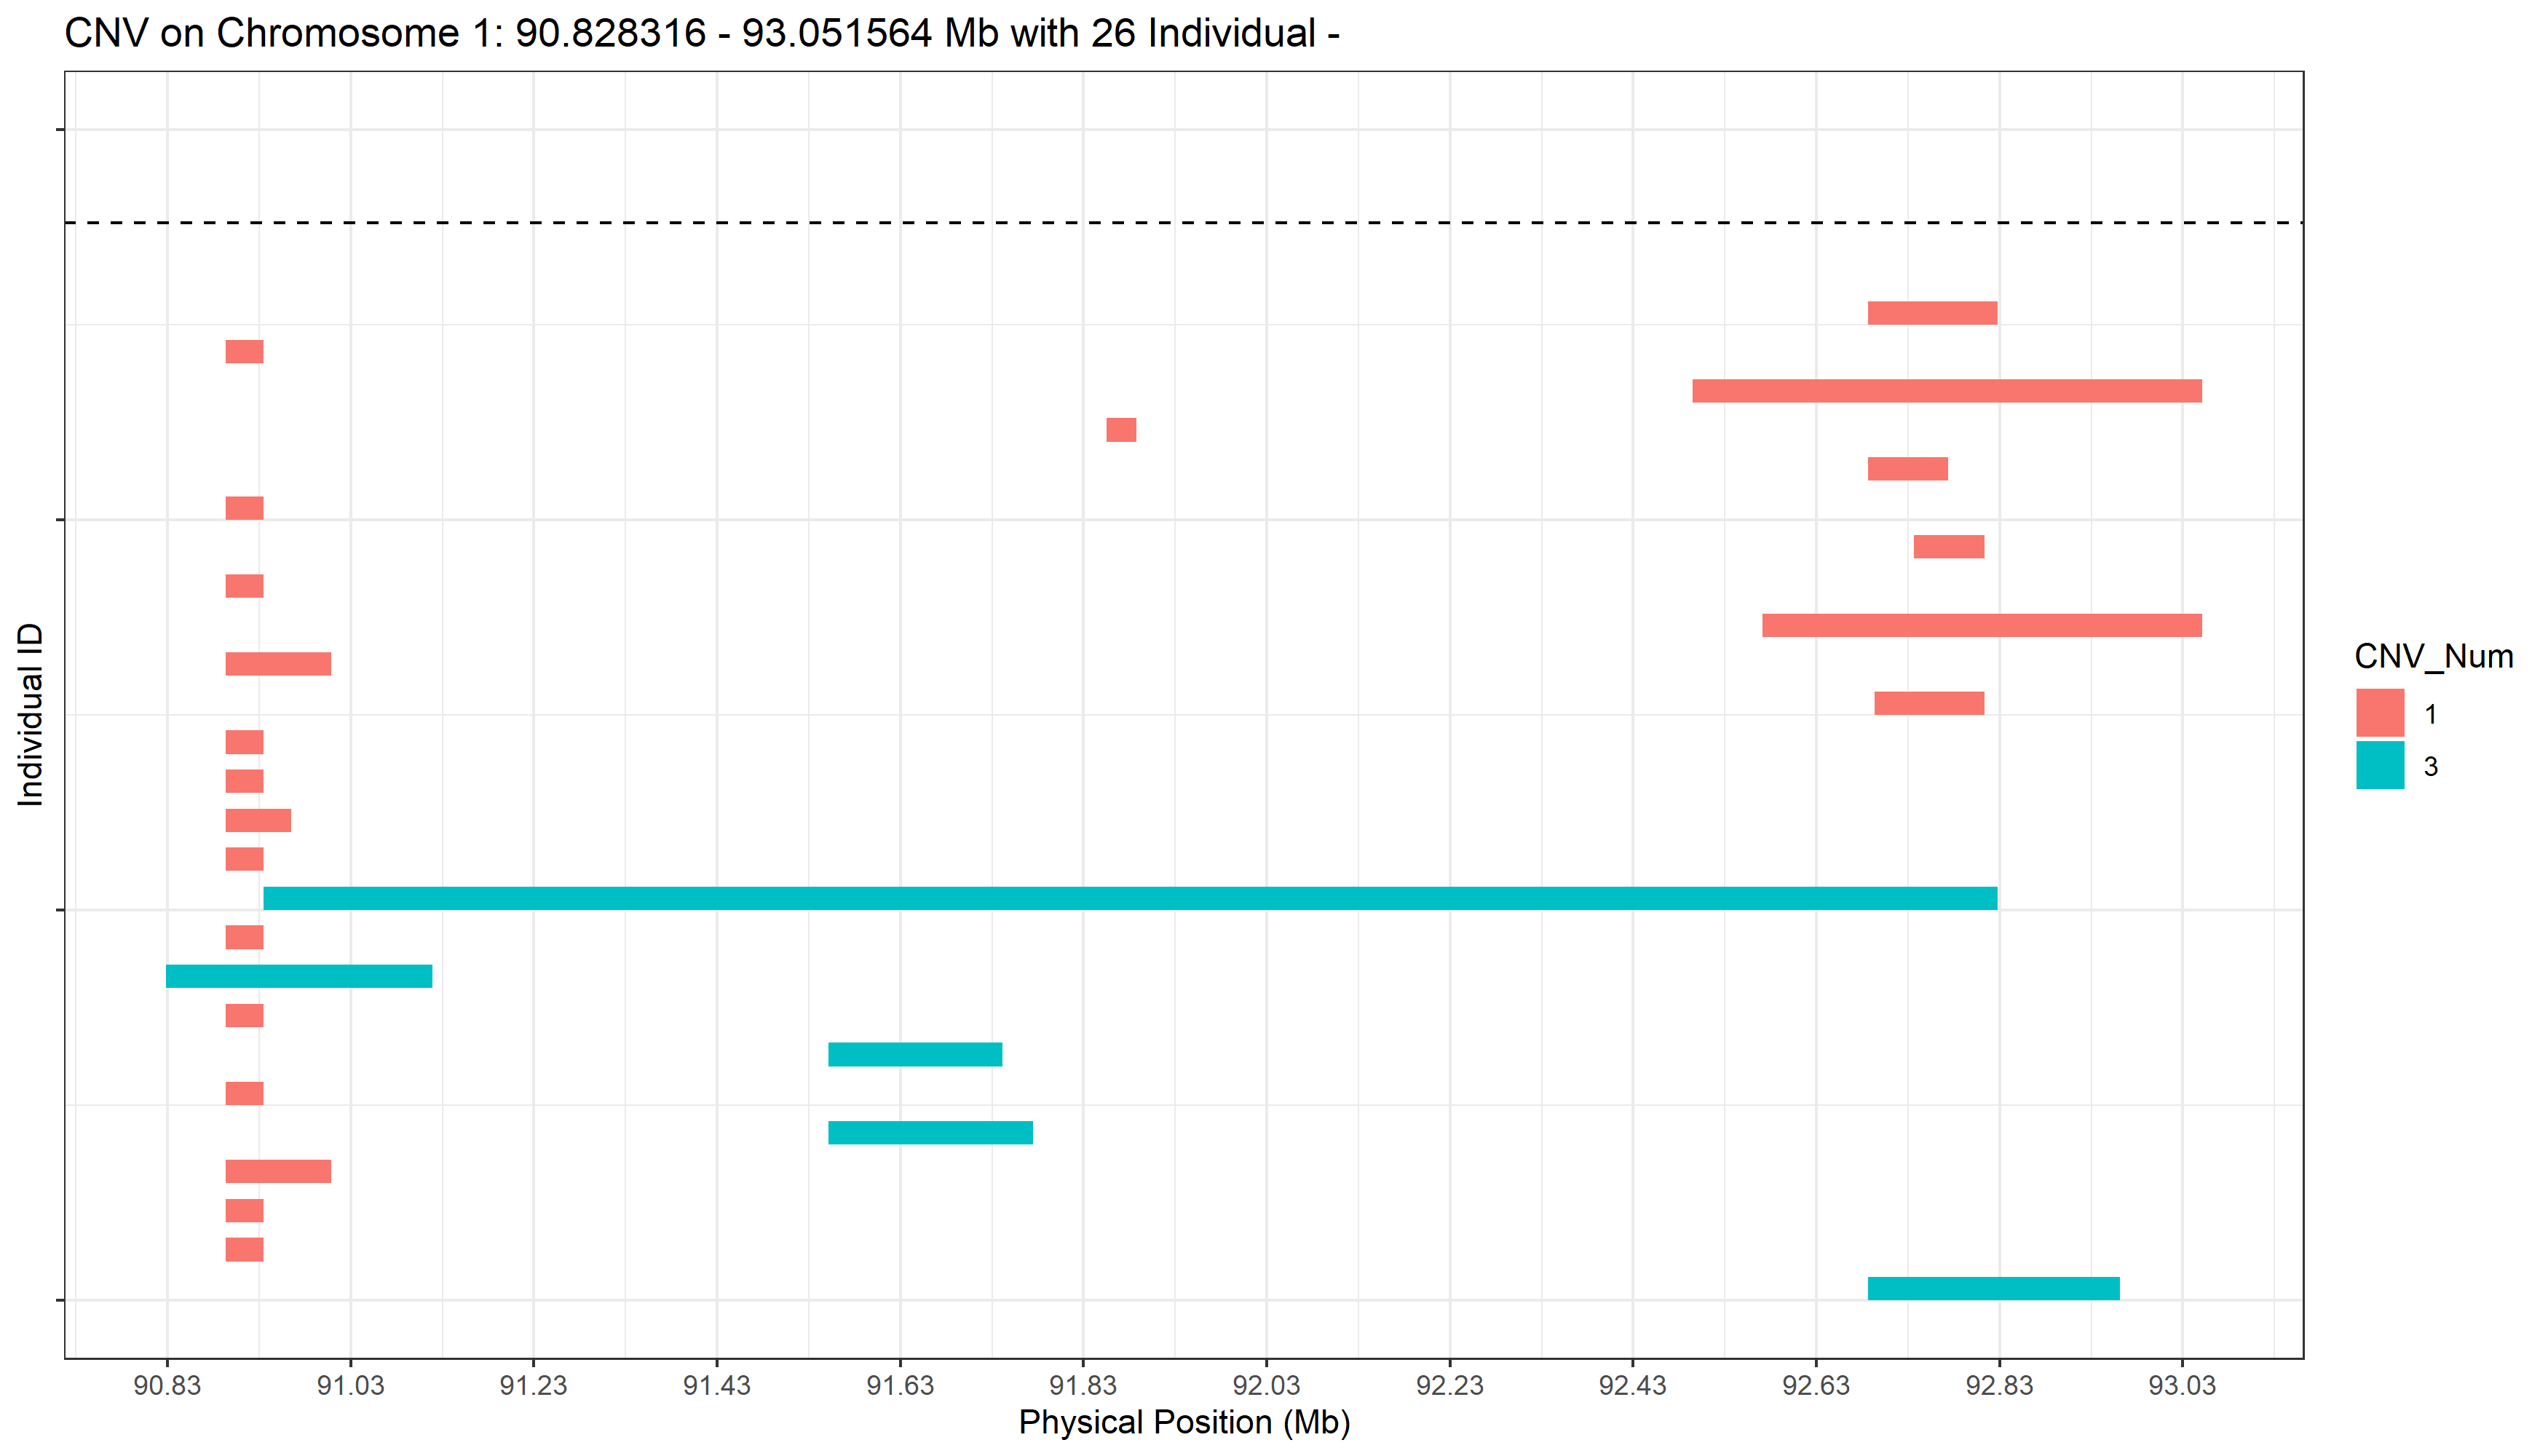 CNV on Chromosome 1: 90.828316 - 93.051564 Mb with 26 Individual -
Individual ID
CNV_Num
1
3
90.83 91.03 91.23 91.43 91.63 91.83 92.03 92.23 92.43 92.63 92.83 93.03
Physical Position (Mb)